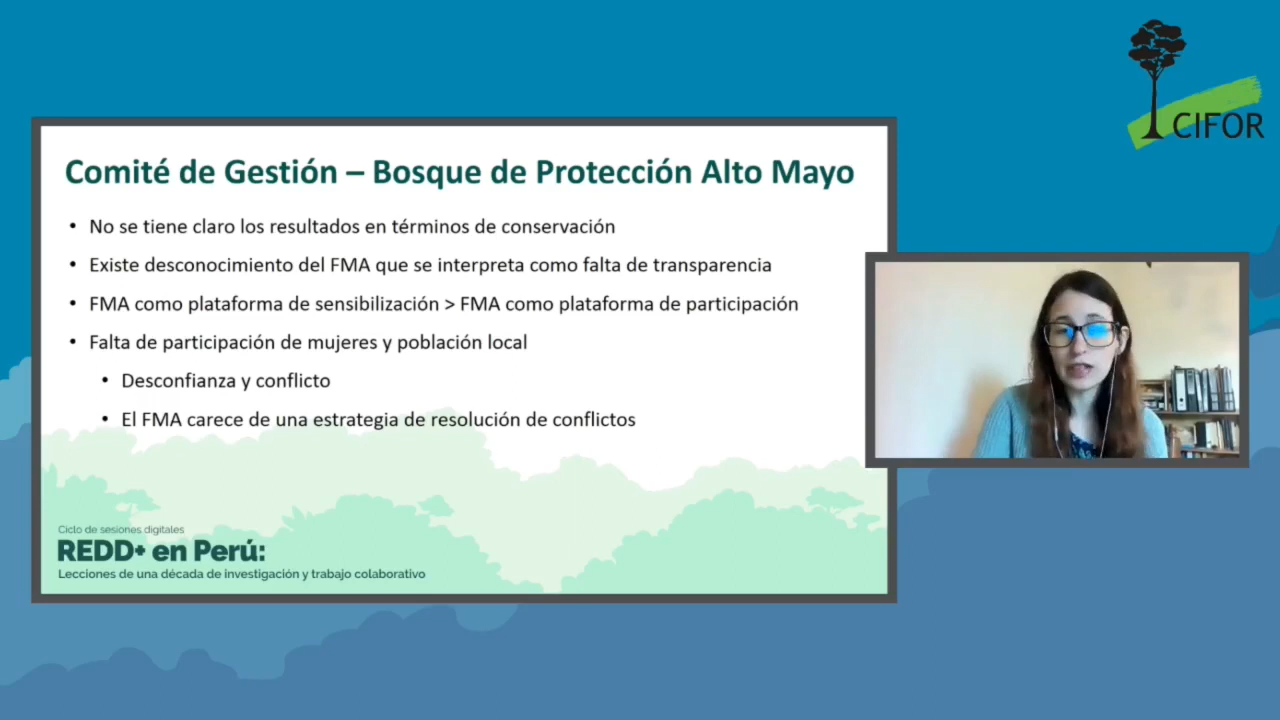 CIFOR
Comité de Gestión – Bosque de Protección Alto Mayo
• No se tiene claro los resultados en términos de conservación
• Existe desconocimiento del FMA que se interpreta como falta de transparencia
• FMA como plataforma de sensibilización > FMA como plataforma de participación
• Falta de participación de mujeres y población local
• Desconfianza y conflicto
• El FMA carece de una estrategia de resolución de conflictos
Ciclo de sesiones digitales
REDD+ en Perú:
Lecciones de una década de investigación y trabajo colaborativo